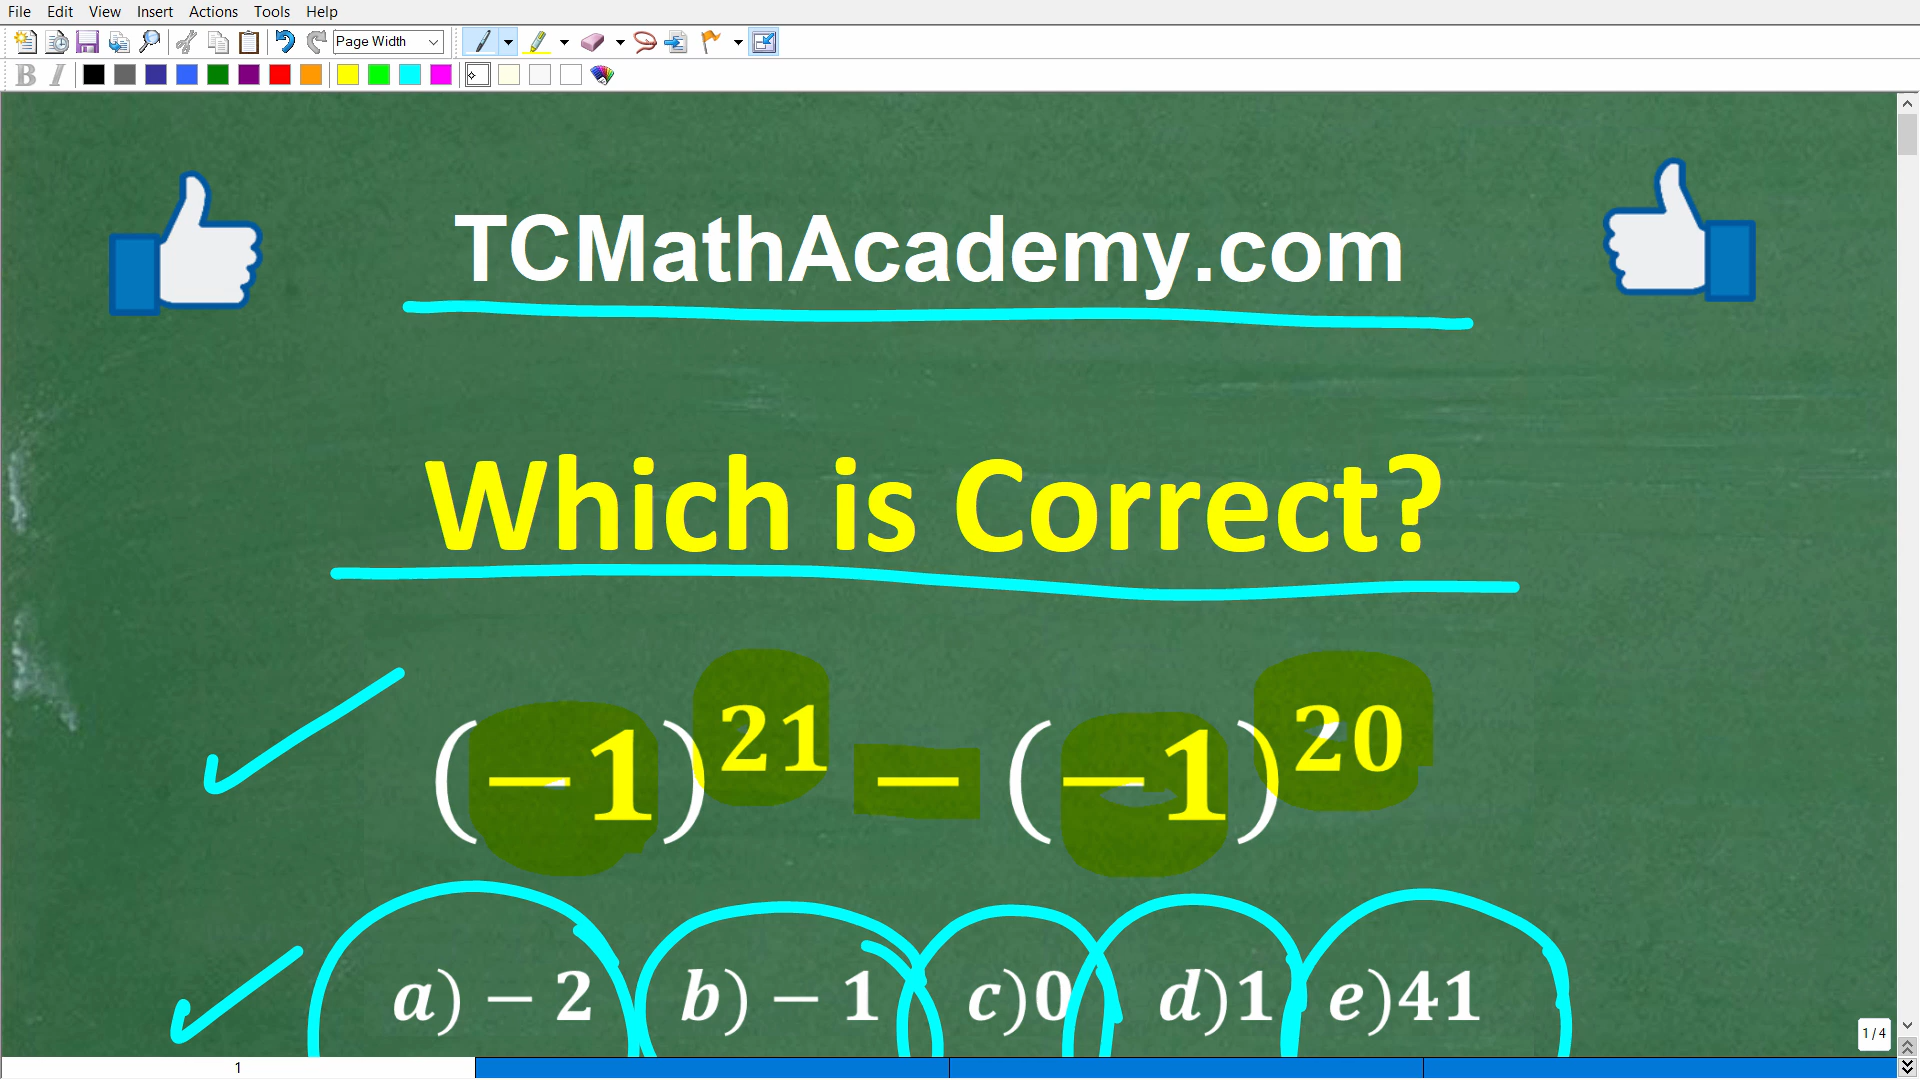 File Edit View Insert Actions Tools Help
Page Width
B I
TCMathAcademy.com
Which is Correct?
(−1)²¹ − (−1)²⁰
a) − 2 b) − 1 c)0 d)1 e)41
1 / 4
1